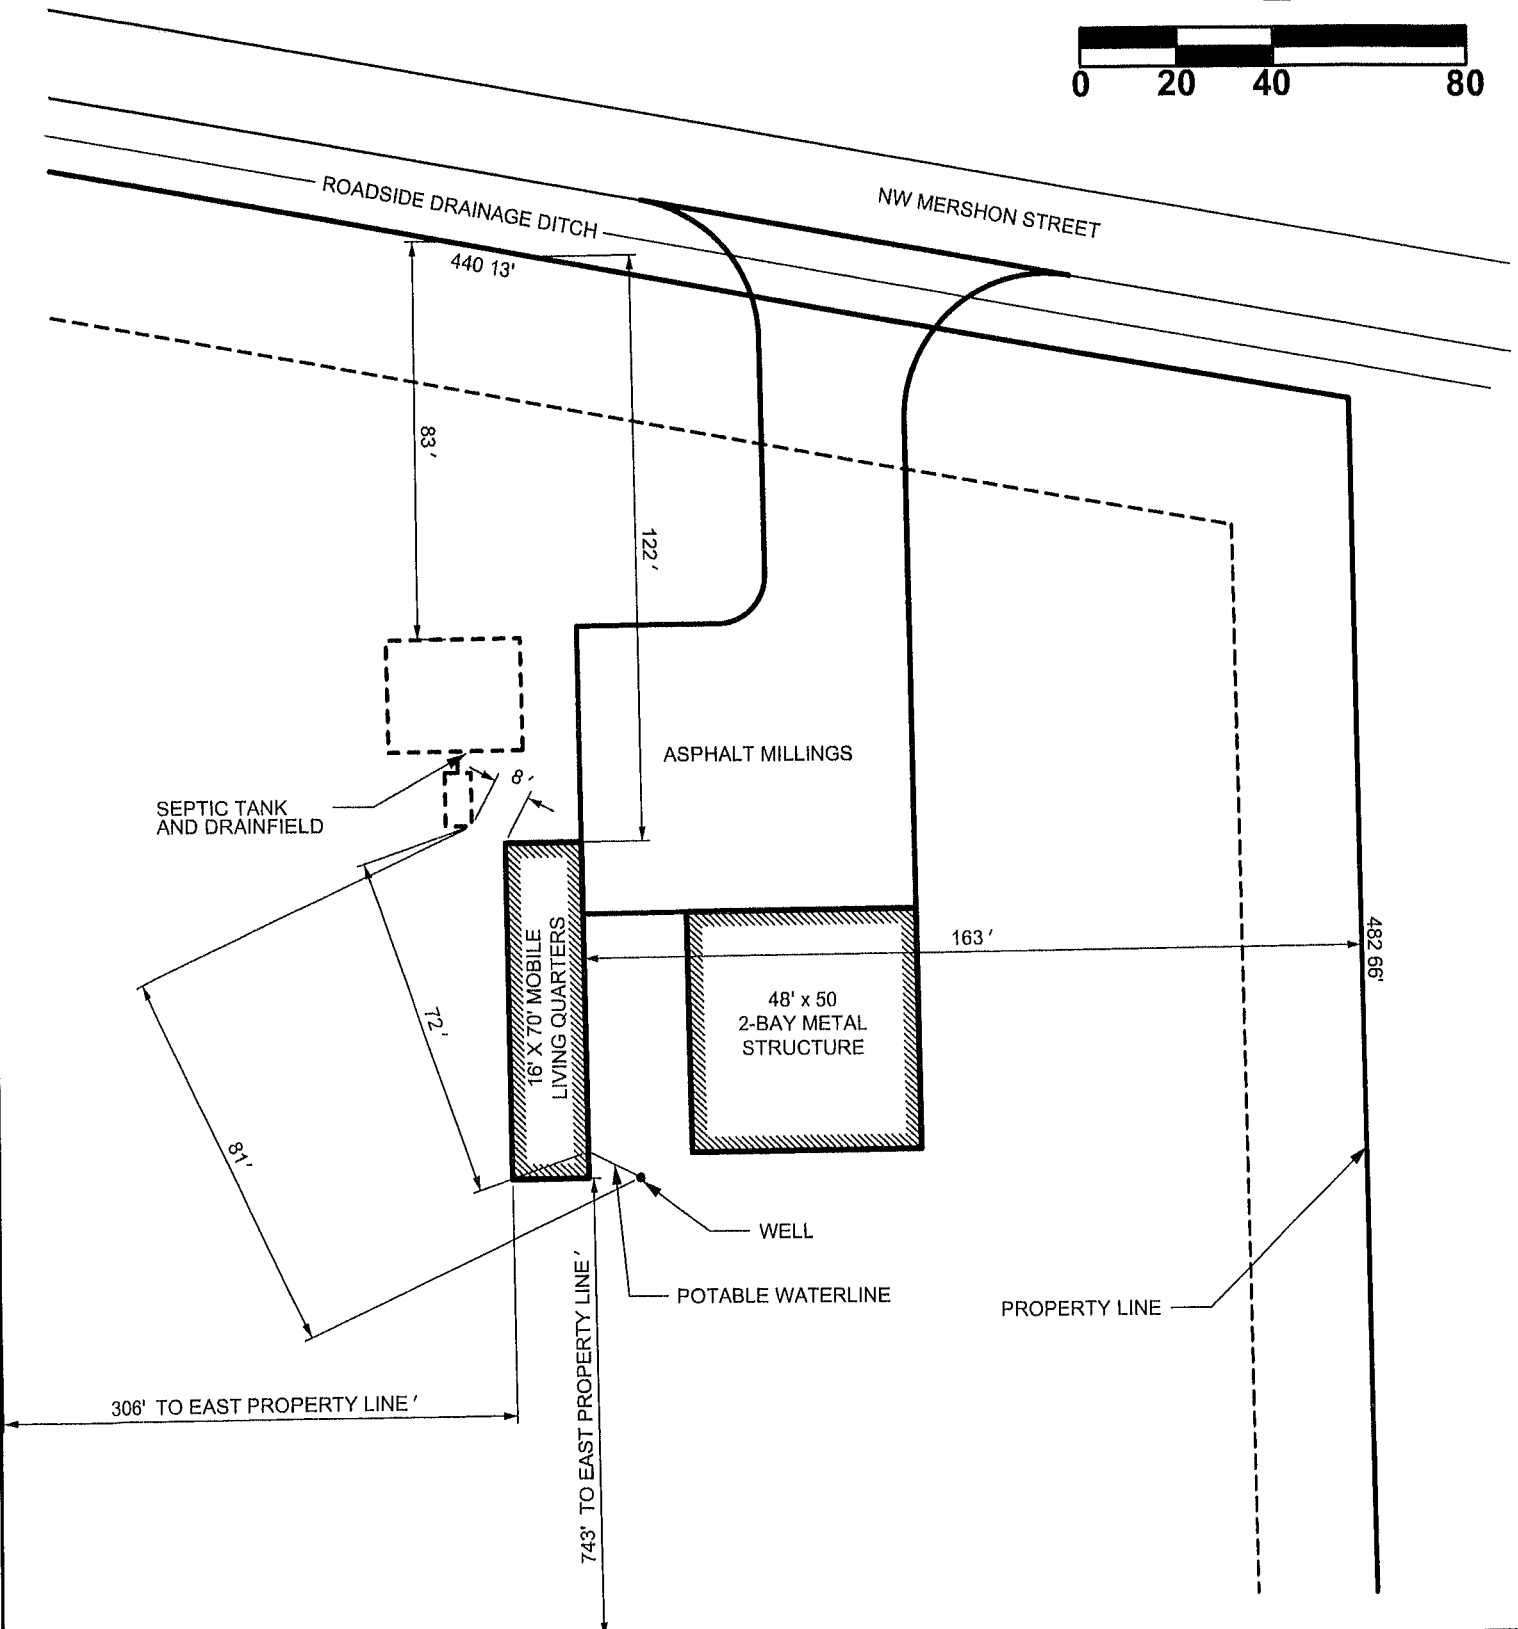 0 20 40 80
NW MERSHON STREET
ROADSIDE DRAINAGE DITCH
440 13'
83'
122'
ASPHALT MILLINGS
8'
SEPTIC TANK
AND DRAINFIELD
16' X 70' MOBILE
LIVING QUARTERS
163'
482 66'
48' x 50
2-BAY METAL
STRUCTURE
72'
81'
WELL
POTABLE WATERLINE
PROPERTY LINE
306' TO EAST PROPERTY LINE '
743' TO EAST PROPERTY LINE '